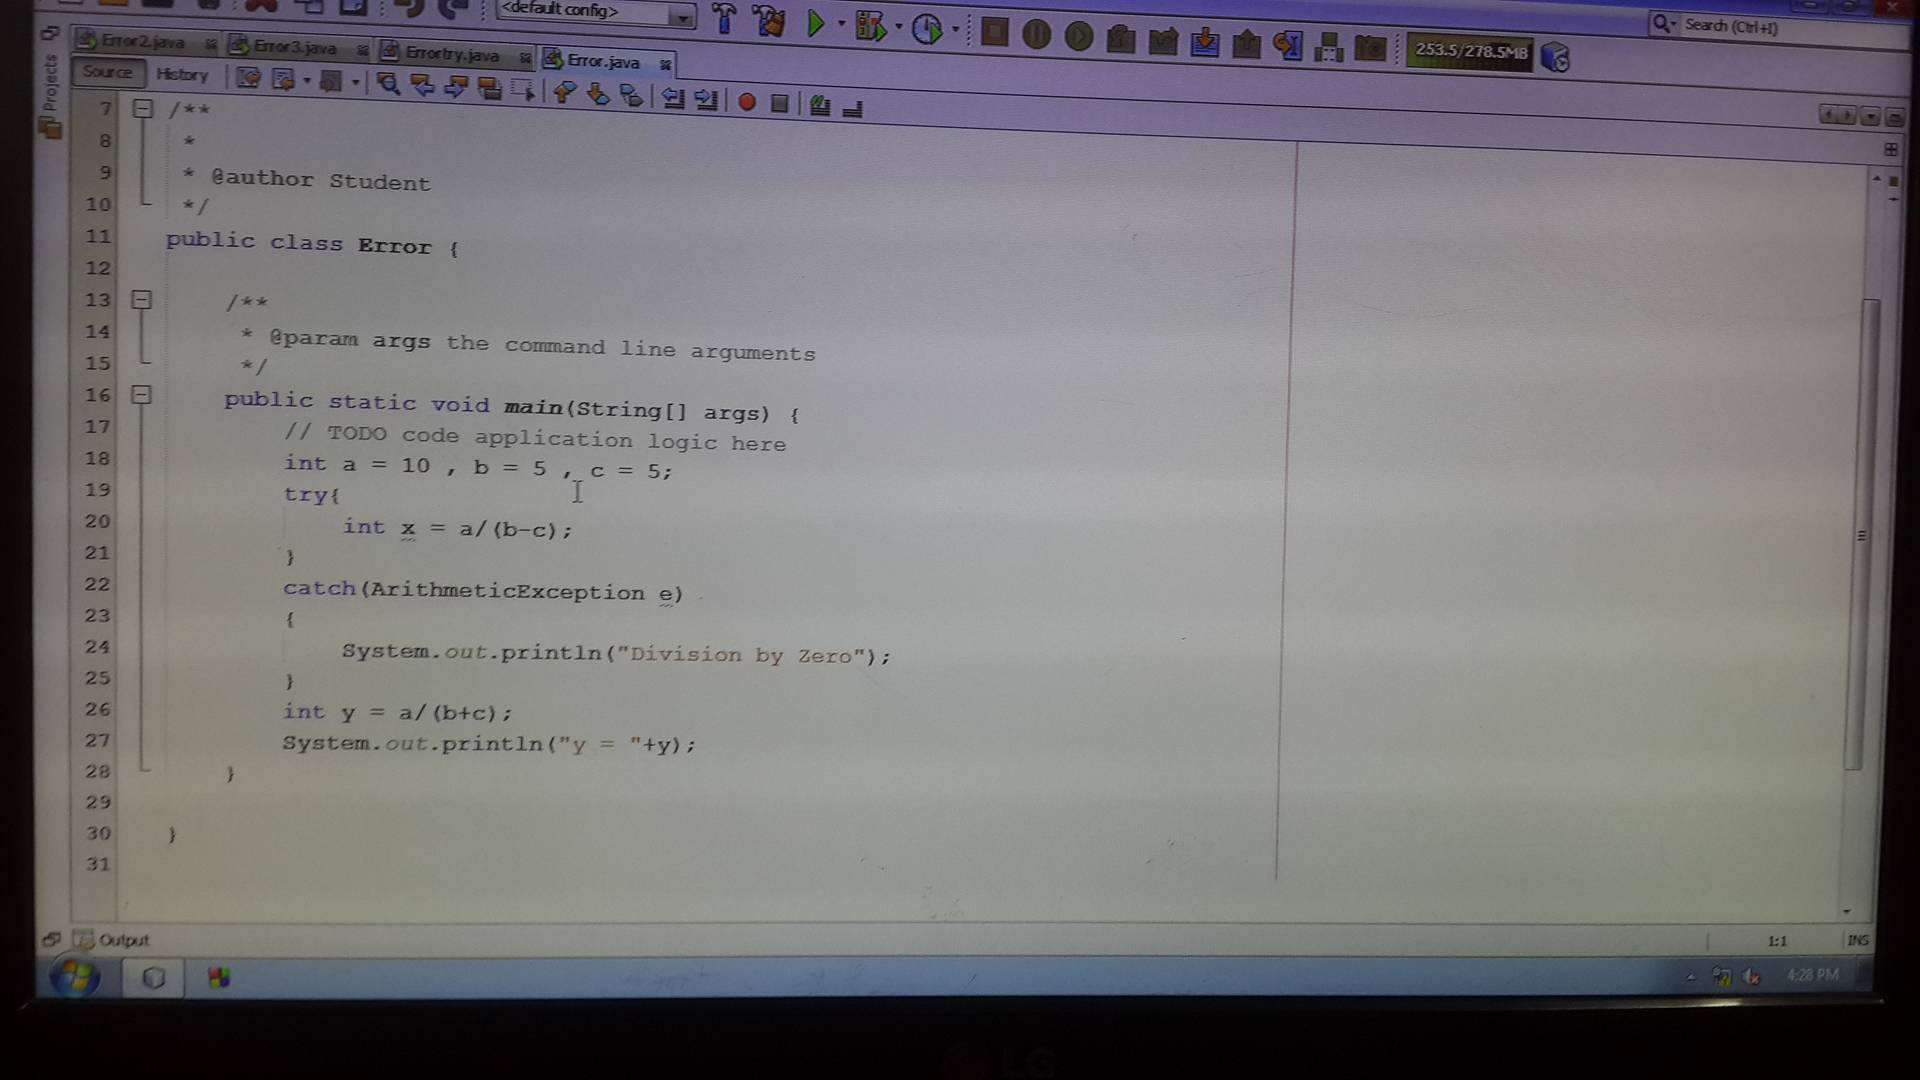 <default config>
253.5/278.5MB
Search (Ctrl+I)
Projects
Error2.java
Error3.java
Errortry.java
Error.java
Source
History
7 /**
8 *
9 * @author Student
10 */
11 public class Error {
12
13 /**
14 * @param args the command line arguments
15 */
16 public static void main(String[] args) {
17 // TODO code application logic here
18 int a = 10 , b = 5 , c = 5;
19 try{
20 int x = a/(b-c);
21 }
22 catch(ArithmeticException e)
23 {
24 System.out.println("Division by Zero");
25 }
26 int y = a/(b+c);
27 System.out.println("y = "+y);
28 }
29
30 }
31
Output
1:1
INS
4:28 PM
LG